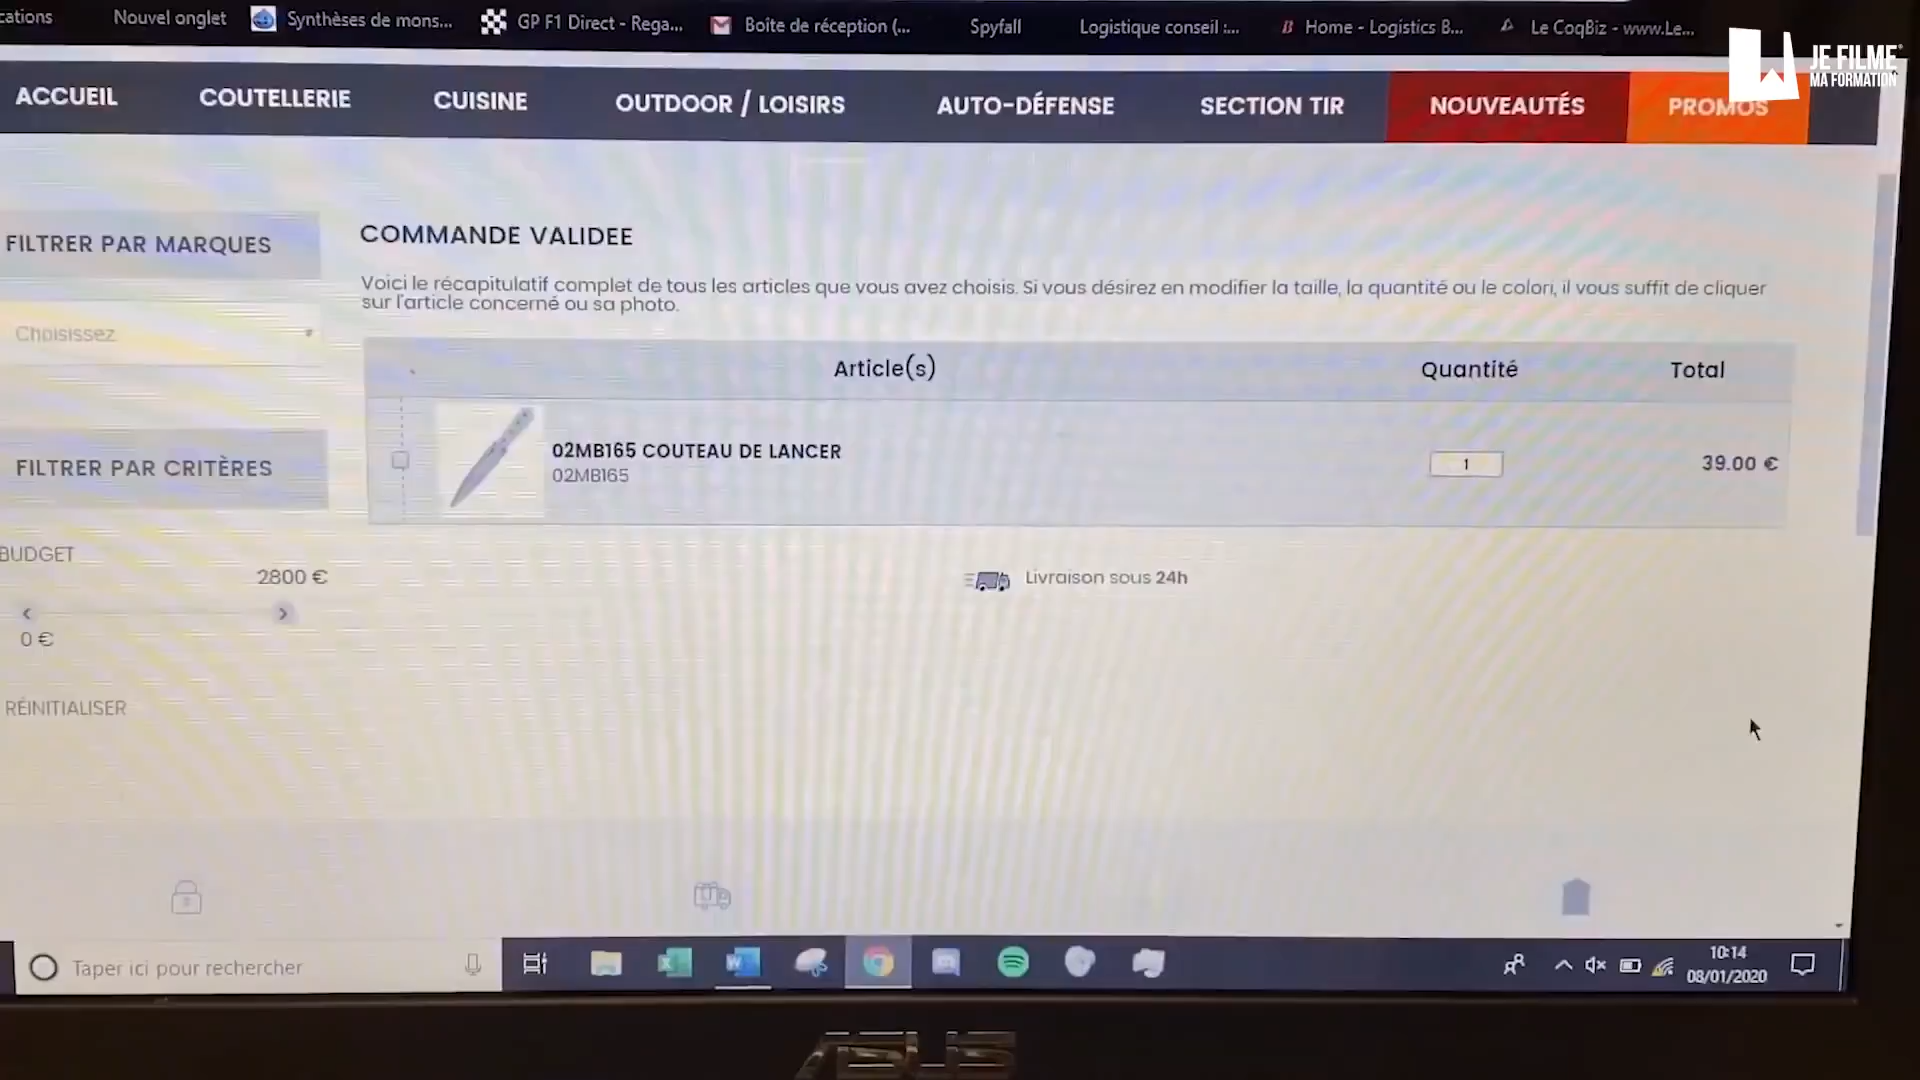 cations
Nouvel onglet
Synthèses de mons...
GP F1 Direct - Rega...
Boîte de réception (...
Spyfall
Logistique conseil :...
Home - Logistics B...
Le CoqBiz - www.Le...
JE FILME
MA FORMATION
ACCUEIL
COUTELLERIE
CUISINE
OUTDOOR / LOISIRS
AUTO-DÉFENSE
SECTION TIR
NOUVEAUTÉS
PROMOS
FILTRER PAR MARQUES
Choisissez
FILTRER PAR CRITÈRES
BUDGET
2800 €
0 €
RÉINITIALISER
COMMANDE VALIDEE
Voici le récapitulatif complet de tous les articles que vous avez choisis. Si vous désirez en modifier la taille, la quantité ou le colori, il vous suffit de cliquer
sur l'article concerné ou sa photo.
Article(s)
Quantité
Total
02MB165 COUTEAU DE LANCER
02MB165
1
39.00 €
Livraison sous 24h
Taper ici pour rechercher
10:14
08/01/2020
ASUS